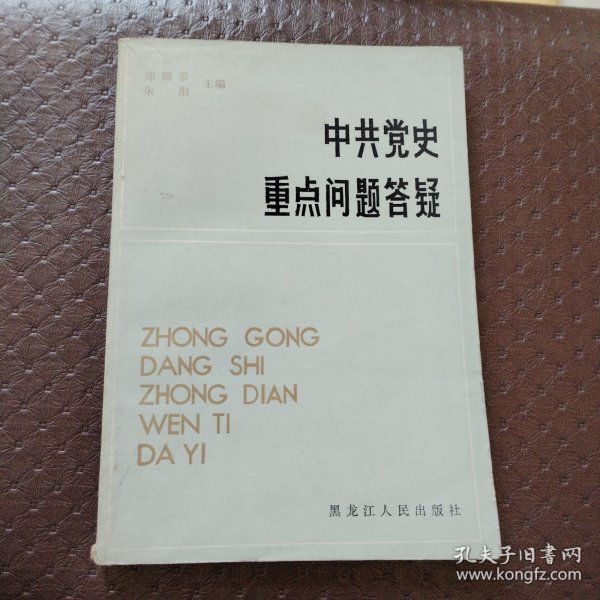 郑德荣
朱阳
主编
中共党史
重点问题答疑
ZHONG GONG
DANG SHI
ZHONG DIAN
WEN TI
DA YI
黑龙江人民出版社
孔夫子旧书网
www.kongfz.com